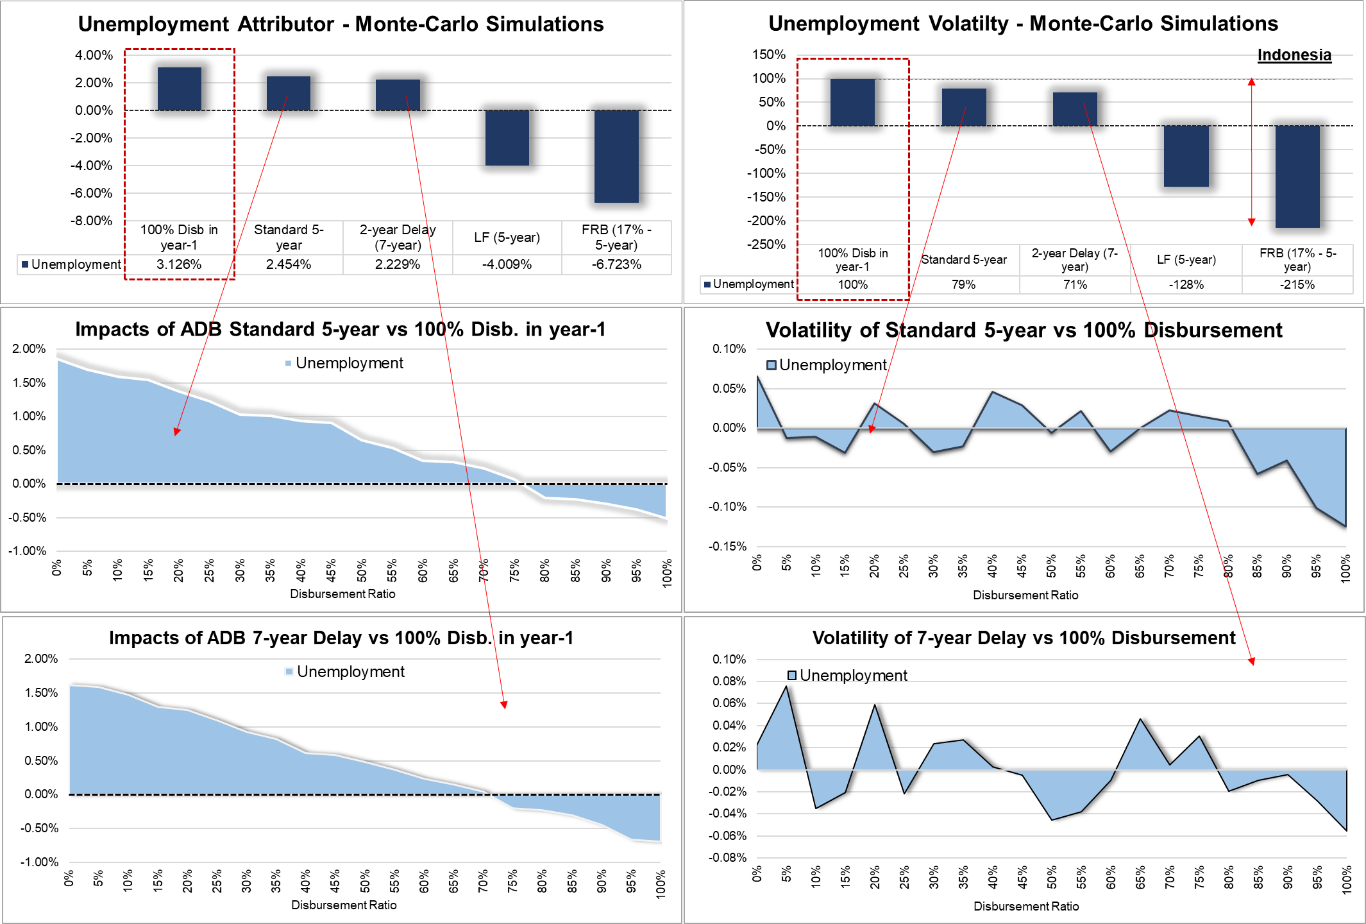 Unemployment Attributor - Monte-Carlo Simulations
4.00%
2.00%
0.00%
-2.00%
-4.00%
-6.00%
-8.00%
100% Disb in
year-1
Standard 5-
year
2-year Delay
(7-year)
LF (5-year)
FRB (17% -
5-year)
Unemployment 3.126% 2.454% 2.229% -4.009% -6.723%
Unemployment Volatilty - Monte-Carlo Simulations
Indonesia
150%
100%
50%
0%
-50%
-100%
-150%
-200%
-250%
100% Disb in
year-1
Standard 5-year
2-year Delay (7-
year)
LF (5-year)
FRB (17% - 5-
year)
Unemployment 100% 79% 71% -128% -215%
Impacts of ADB Standard 5-year vs 100% Disb. in year-1
Unemployment
2.00%
1.50%
1.00%
0.50%
0.00%
-0.50%
-1.00%
0% 5% 10% 15% 20% 25% 30% 35% 40% 45% 50% 55% 60% 65% 70% 75% 80% 85% 90% 95% 100%
Disbursement Ratio
Volatility of Standard 5-year vs 100% Disbursement
Unemployment
0.10%
0.05%
0.00%
-0.05%
-0.10%
-0.15%
0% 5% 10% 15% 20% 25% 30% 35% 40% 45% 50% 55% 60% 65% 70% 75% 80% 85% 90% 95% 100%
Disbursement Ratio
Impacts of ADB 7-year Delay vs 100% Disb. in year-1
Unemployment
2.00%
1.50%
1.00%
0.50%
0.00%
-0.50%
-1.00%
0% 5% 10% 15% 20% 25% 30% 35% 40% 45% 50% 55% 60% 65% 70% 75% 80% 85% 90% 95% 100%
Disbursement Ratio
Volatility of 7-year Delay vs 100% Disbursement
Unemployment
0.10%
0.08%
0.06%
0.04%
0.02%
0.00%
-0.02%
-0.04%
-0.06%
-0.08%
0% 5% 10% 15% 20% 25% 30% 35% 40% 45% 50% 55% 60% 65% 70% 75% 80% 85% 90% 95% 100%
Disbursement Ratio